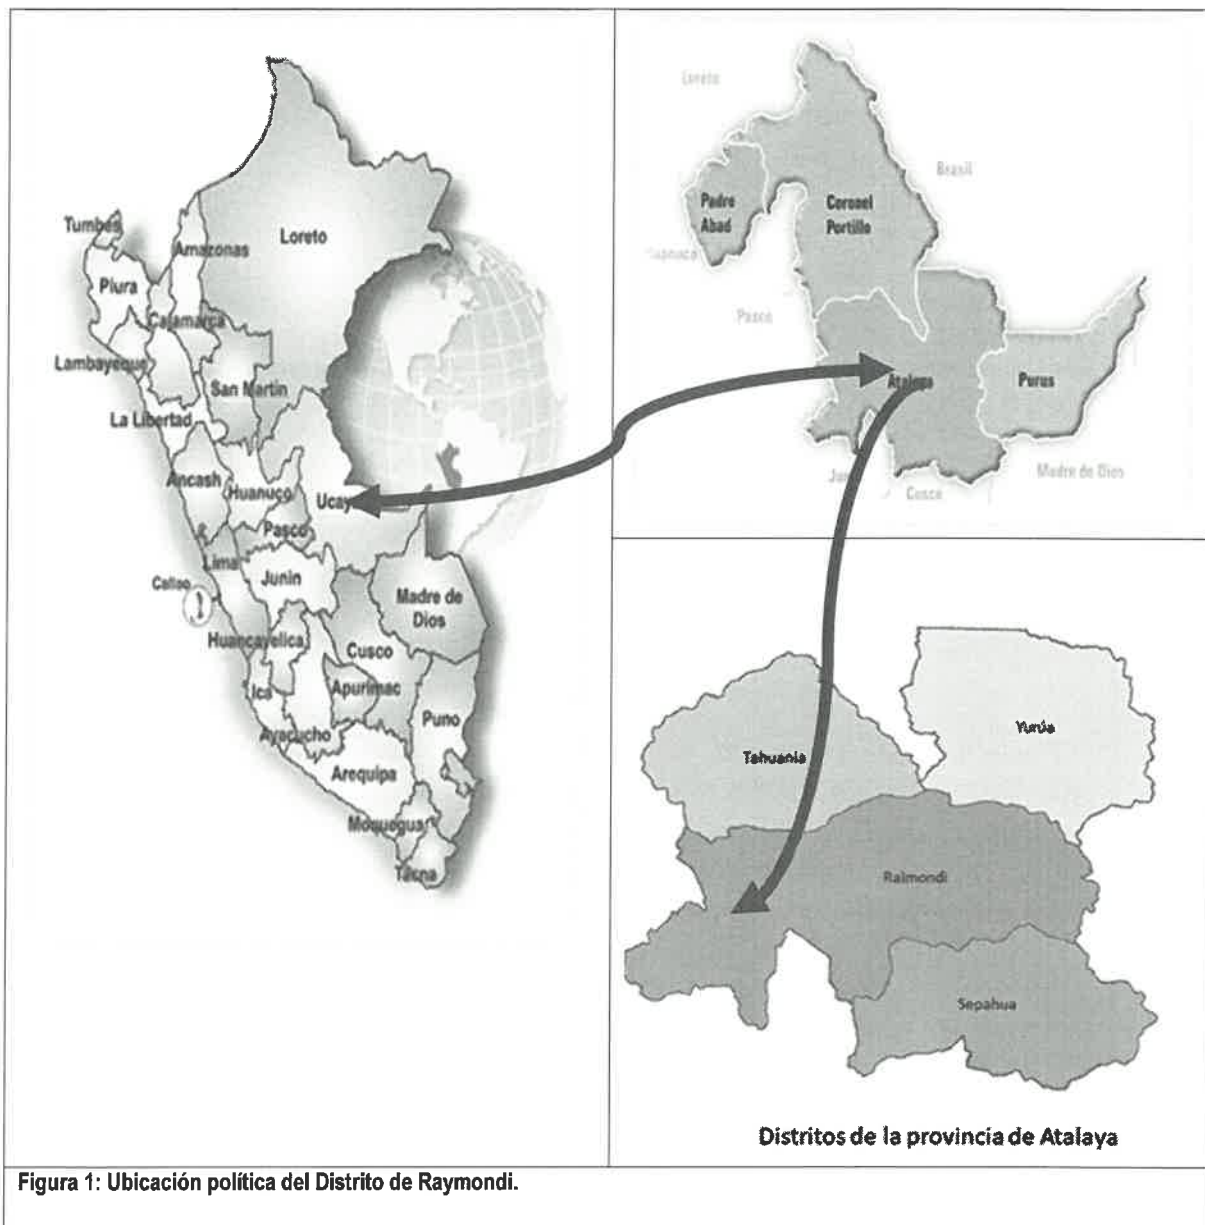 Tumbes
Piura
Amazonas
Loreto
Cajamarca
Lambayeque
San Martin
La Libertad
Ancash
Huanuco
Ucay
Pasco
Lima
Junin
Callao
Madre de
Dios
Huancavelica
Cusco
Ica
Apurimac
Puno
Ayacucho
Arequipa
Moquegua
Tacna
Loreto
Brasil
Padre
Abad
Coronel
Portillo
Pasco
Atalaya
Purus
Madre de Dios
Cusco
Yurúa
Tahuania
Raimondi
Sepahua
Distritos de la provincia de Atalaya
Figura 1: Ubicación política del Distrito de Raymondi.